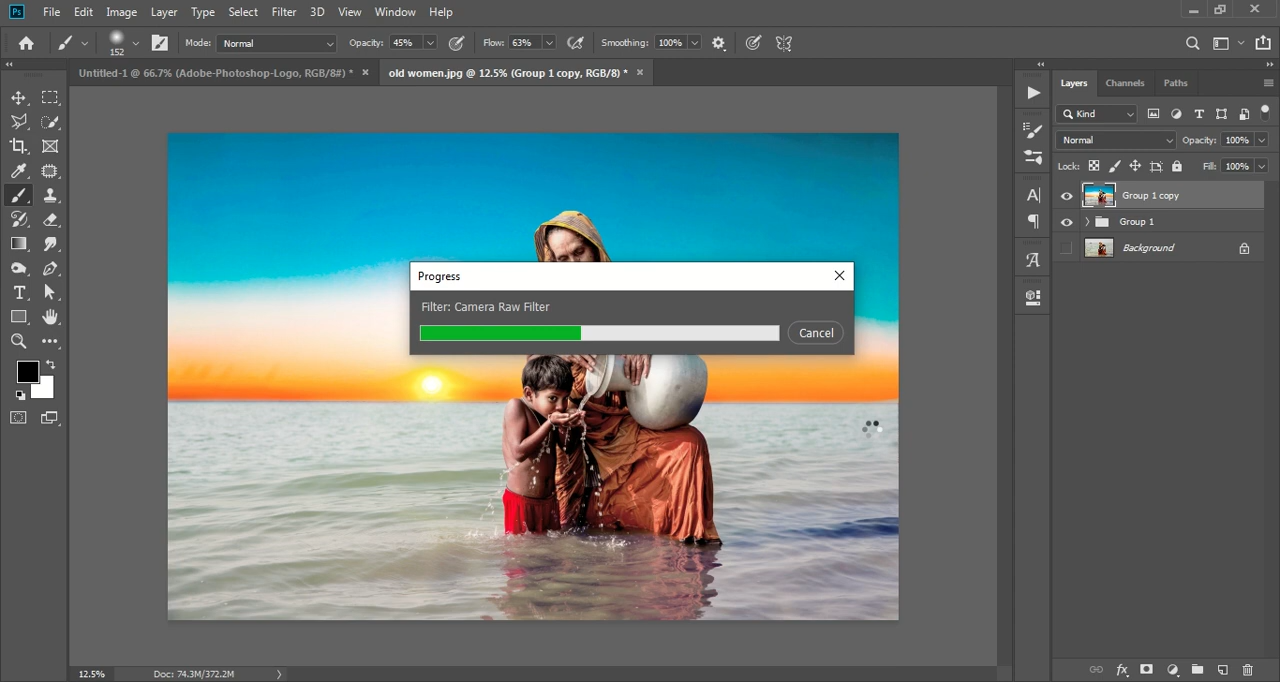 Ps File Edit Image Layer Type Select Filter 3D View Window Help
152 Mode: Normal Opacity: 45% Flow: 63% Smoothing: 100%
Untitled-1 @ 66.7% (Adobe-Photoshop-Logo, RGB/8#) * × old women.jpg @ 12.5% (Group 1 copy, RGB/8) * ×
Layers Channels Paths
Kind
Normal Opacity: 100%
Lock: Fill: 100%
Group 1 copy
Group 1
Background
Progress
Filter: Camera Raw Filter
Cancel
12.5% Doc: 74.3M/372.2M